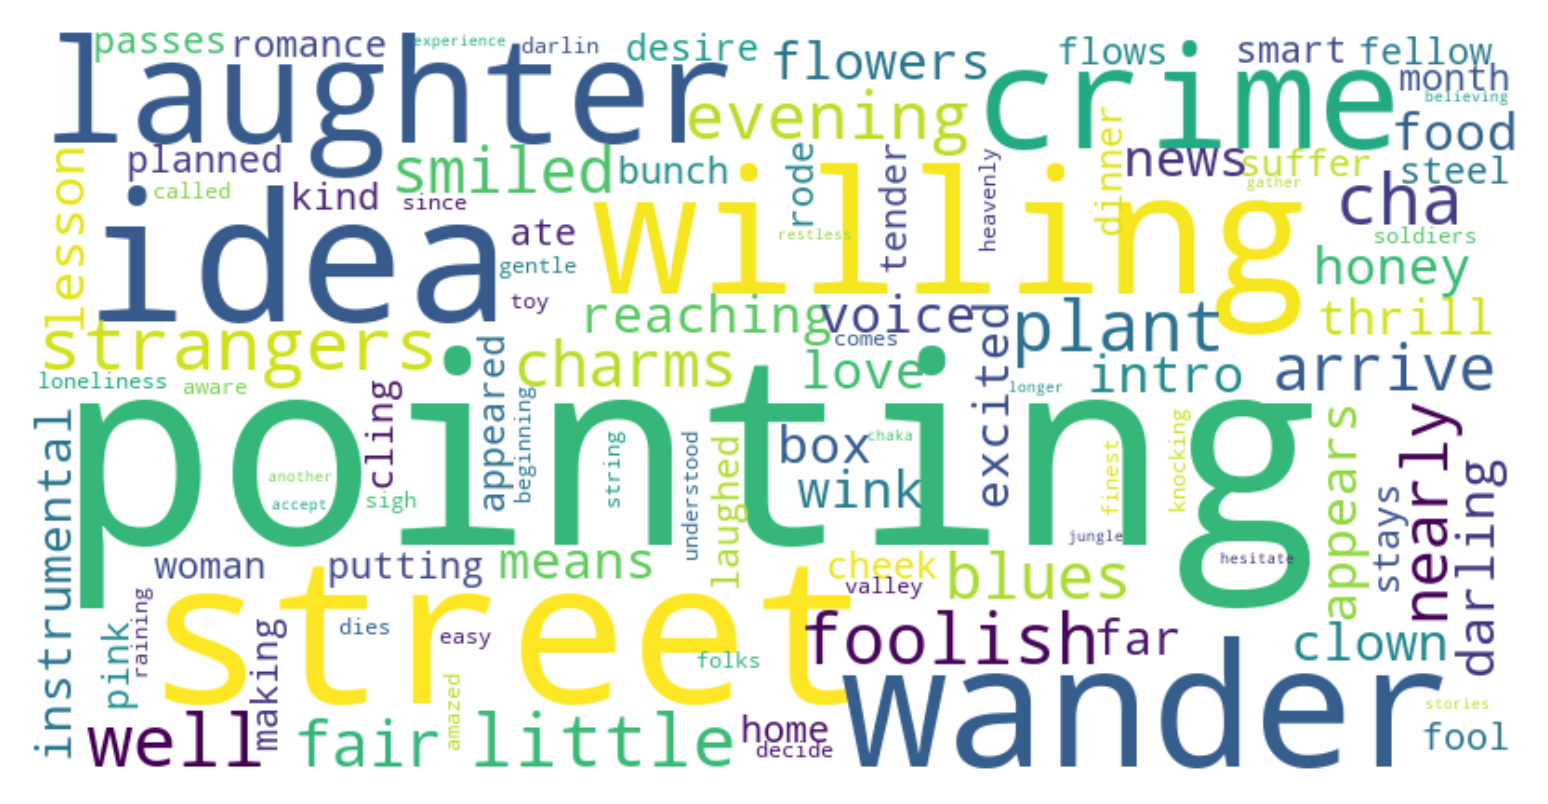 passes romance experience darlin desire flowers flows smart fellow
laughter crime month
believing
evening food
planned smiled bunch rode tender heavenly dinner news suffer steel
lesson called kind since willing gather cha
idea ate restless soldiers
gentle honey
toy reaching voice excited plant thrill
strangers appeared charms comes love intro arrive
loneliness aware longer
pointing
instrumental cling beginning string understood laughed box chaka finest knocking appears nearly
another wink stays darling
accept sigh
jungle
woman putting means cheek blues hesitate
valley
street
pink raining making dies easy foolish far clown
folks
wander
amazed stories
well fair little home fool
decide